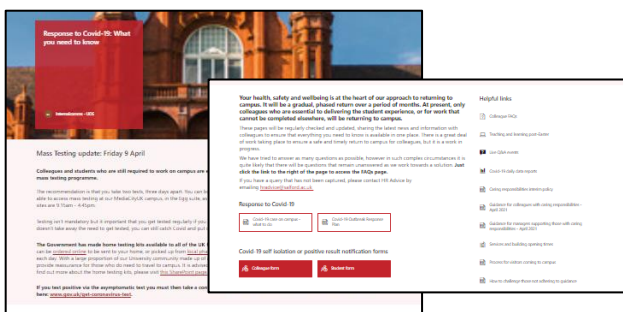 Response to Covid-19: What
you need to know
Mass Testing update: Friday 9 April
Colleagues and students who are still required to work on campus are
mass testing programme.
The recommendation is that you take two tests, three days apart. You can
able to access mass testing at our MediaCityUK campus, in the Egg suite,
sites are 9.15am - 4.45pm.
Testing isn't mandatory but it is important that you get tested regularly if you
doesn't take away the need to get tested, you can still catch Covid and
The Government has made home testing kits available to all of the UK
can be ordered online to be sent to your home, or picked up from
each day. With a large proportion of our University community made up of
provide reassurance for those who do need to travel to campus. It is
find out more about the home testing kits, please visit this SharePoint page
If you test positive via the asymptomatic test you must then take a
here: www.gov.uk/get-coronavirus-test.
Your health, safety and wellbeing is at the heart of our approach to returning to
campus. It will be a gradual, phased return over a period of months. At present, only
colleagues who are essential to delivering the student experience, or for work that
cannot be completed elsewhere, will be returning to campus.
These pages will be regularly checked and updated, sharing the latest news and information with
colleagues to ensure that everything you need to know is available in one place. There is a great deal
of work taking place to ensure a safe and timely return to campus for colleagues, but it is a work in
progress.
We have tried to answer as many questions as possible, however in such complex circumstances it is
quite likely that there will be questions that remain unanswered as we work towards a solution. Just
click the link to the right of the page to access the FAQs page.
If you have a query that has not been captured, please contact HR Advice by
emailing
Response to Covid 19
Covid-19 case on campus -
what to do
Covid-19 Outbreak Response
Plan
Covid-19 self isolation or positive result notification forms
Colleague form
Student form
Helpful links
Colleague FAQs
Teaching and learning post-Easter
Live Q&A events
Covid-19 daily data reports
Caring responsibilities interim policy
Guidance for colleagues with caring responsibilities -
April 2021
Guidance for managers supporting those with caring
responsibilities - April 2021
Services and building opening times
Process for visitors coming to campus
How to challenge those not adhering to guidance